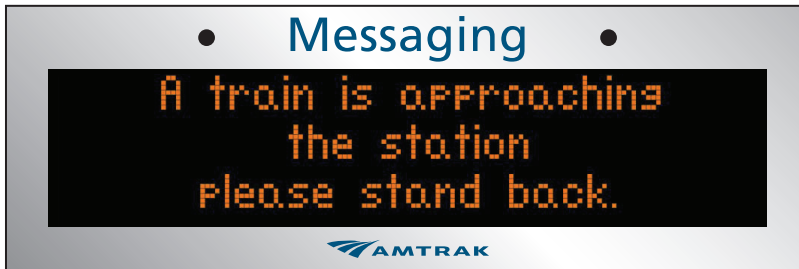 Messaging
A train is approaching
the station
please stand back.
AMTRAK